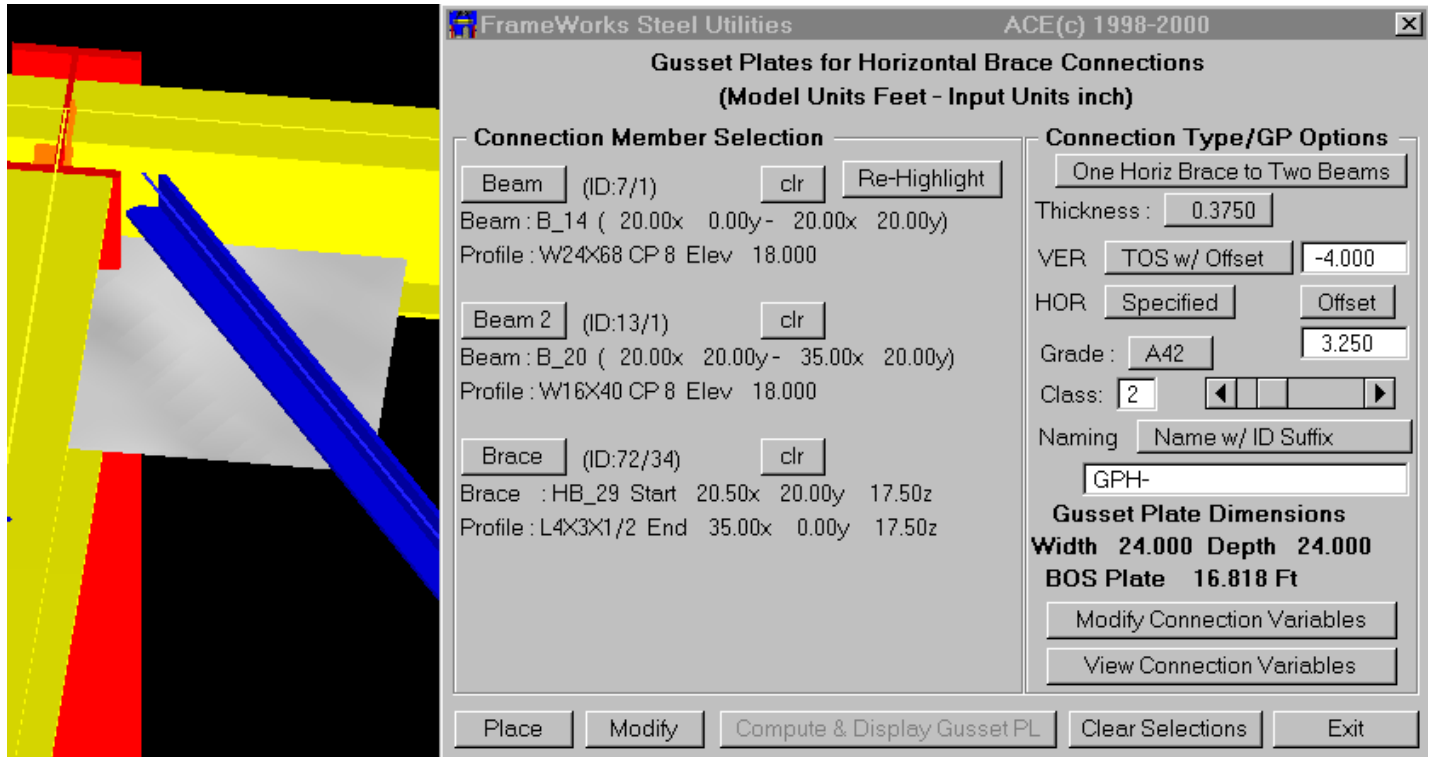 FrameWorks Steel Utilities ACE(c) 1998-2000
Gusset Plates for Horizontal Brace Connections
(Model Units Feet - Input Units inch)
Connection Member Selection
Beam (ID:7/1) clr Re-Highlight
Beam : B_14 ( 20.00x 0.00y - 20.00x 20.00y)
Profile : W24X68 CP 8 Elev 18.000
Beam 2 (ID:13/1) clr
Beam : B_20 ( 20.00x 20.00y - 35.00x 20.00y)
Profile : W16X40 CP 8 Elev 18.000
Brace (ID:72/34) clr
Brace : HB_29 Start 20.50x 20.00y 17.50z
Profile : L4X3X1/2 End 35.00x 0.00y 17.50z
Connection Type/GP Options
One Horiz Brace to Two Beams
Thickness : 0.3750
VER TOS w/ Offset -4.000
HOR Specified Offset
3.250
Grade : A42
Class: 2
Naming Name w/ ID Suffix
GPH-
Gusset Plate Dimensions
Width 24.000 Depth 24.000
BOS Plate 16.818 Ft
Modify Connection Variables
View Connection Variables
Place Modify Compute & Display Gusset PL Clear Selections Exit